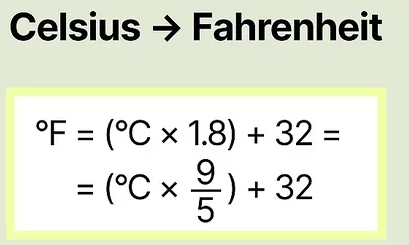 Celsius → Fahrenheit
°F = (°C × 1.8) + 32 =
= (°C × 9/5) + 32